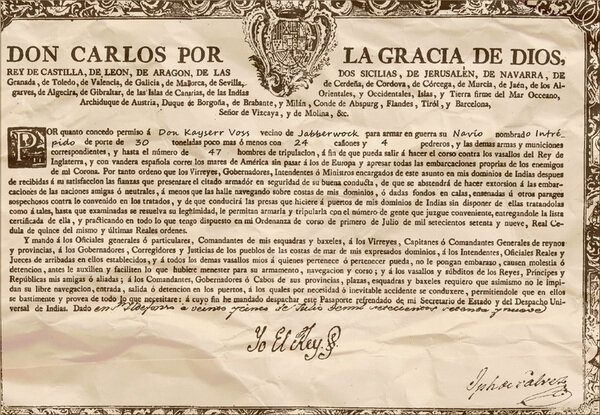 DON CARLOS POR LA GRACIA DE DIOS,
REY DE CASTILLA, DE LEON, DE ARAGON, DE LAS DOS SICILIAS, DE JERUSALÉN, DE NAVARRA, DE
Granada, de Toledo, de Valencia, de Galicia, de Mallorca, de Sevilla, de Cerdeña, de Cordova, de Córcega, de Murcia, de Jaén, de los Al-
garves, de Algecira, de Gibraltar, de las Islas de Canarias, de las Indias Orientales, y Occidentales, Islas, y Tierra firme del Mar Occeano,
Archiduque de Austria, Duque de Borgoña, de Brabante, y Milán, Conde de Abspurg, Flandes, Tiról, y Barcelona,
Señor de Vizcaya, y de Molina, &c.
POR quanto concedo permiso á Don Kayserr Voss vecino de Jabberwock para armar en guerra su Navío nombrado Intré-
pido de porte de 30 toneladas poco mas ó menos con 24 cañones y 4 pedreros, y las demas armas y municiones
correspondientes, y hasta el número de 47 hombres de tripulacion, á fin de que pueda salir á hacer el corso contra los vasallos del Rey de
Inglaterra, y con vandera española correr los mares de América sin pasar á los de Europa y apresar todas las embarcaciones propias de los enemigos
de mi Corona. Por tanto ordeno que los Virreyes, Gobernadores, Intendentes ó Ministros encargados de este asunto en mis dominios de Indias despues
de recibidas á su satisfaccion las fianzas que presentare el citado armador en seguridad de su buena conducta, de que se abstendrá de hacer extorsion á las embar-
caciones de las naciones amigas ó neutrales, á menos que las halle navegando sobre costas de mis dominios, ó dadas fondos en calas, ensenadas ú otros parages
sospechosos contra lo convenido en los tratados, y de que conducirá las presas que hiciere á puertos de mis dominios de Indias sin disponer de ellas tratandolas
como á tales, hasta que examinadas se resuelva su legitimidad, le permitan armarla y tripularla con el número de gente que juzgue conveniente, entregandole la lista
certificada de ella, y practicando en todo lo que tengo dispuesto en mi Ordenanza de corso de primero de Julio de mil setecientos setenta y nueve, Real Ce-
dula de quince del mismo y últimas Reales ordenes.
Y mando á los Oficiales generales ó particulares, Comandantes de mis esquadras y baxeles, á los Virreyes, Capitanes ó Comandantes Generales de reynos
y provincias, á los Gobernadores, Corregidores y Justicias de los pueblos de las costas de mar de mis expresados dominios, á los Intendentes, Oficiales Reales y
Jueces de arribadas en ellos establecidos, y á todos los demas vasallos mios á quienes pertenece ó pertenecer pueda, no le pongan embarazo, causen molestia ó
detencion, antes le auxilien y faciliten lo que hubiere menester para su armamento, navegacion y corso; y á los vasallos y súbditos de los Reyes, Príncipes y
Repúblicas mis amigas ó aliadas; á los Comandantes, Gobernadores ó Cabos de sus provincias, plazas, esquadras y baxeles requiero que asimismo no le impi-
dan su libre navegacion, entrada, salida ó detencion en los puertos, á los quales por necesidad ó inevitable accidente se conduxere, permitiendole que en ellos
se bastimente y provea de todo lo que necesitare: á cuyo fin he mandado despachar este Pasaporte refrendado de mi Secretario de Estado y del Despacho Uni-
versal de Indias. Dado en Ildefonso a veinte y cinco de Julio de mil setecientos setenta y nueve
Yo El Rey
Jph de Galvez